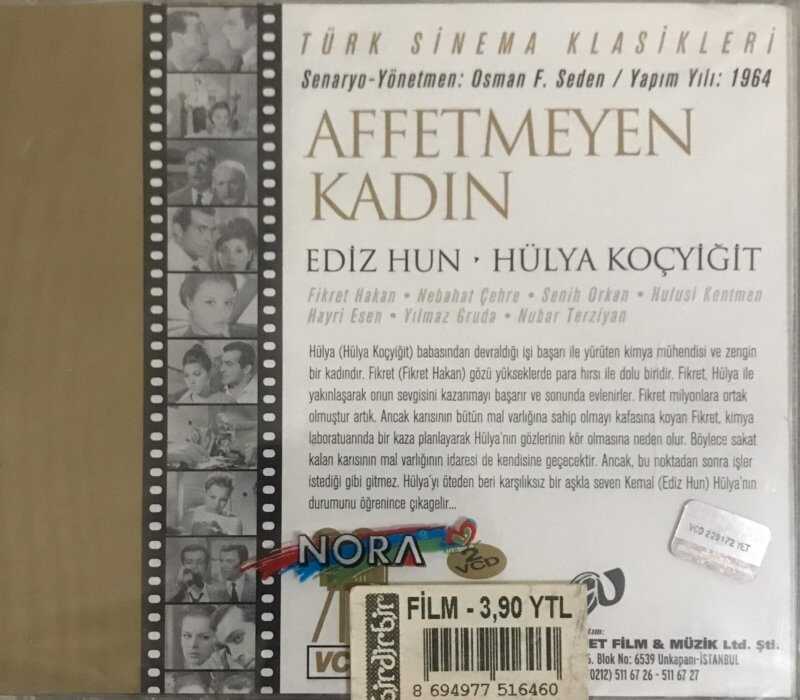 TÜRK SİNEMA KLASİKLERİ
Senaryo-Yönetmen: Osman F. Seden / Yapım Yılı: 1964
AFFETMEYEN
KADIN
EDİZ HUN · HÜLYA KOÇYİĞİT
Fikret Hakan • Nebahat Çehre • Senih Orkan • Hulusi Kentmen
Hayri Esen • Yılmaz Gruda • Nubar Terziyan
Hülya (Hülya Koçyiğit) babasından devraldığı işi başarı ile yürüten kimya mühendisi ve zengin
bir kadındır. Fikret (Fikret Hakan) gözü yükseklerde para hırsı ile dolu biridir. Fikret, Hülya ile
yakınlaşarak onun sevgisini kazanmayı başarır ve sonunda evlenirler. Fikret milyonlara ortak
olmuştur artık. Ancak karısının bütün mal varlığına sahip olmayı kafasına koyan Fikret, kimya
laboratuarında bir kaza planlayarak Hülya'nın gözlerinin kör olmasına neden olur. Böylece sakat
kalan karısının mal varlığının idaresi de kendisine geçecektir. Ancak, bu noktadan sonra işler
istediği gibi gitmez. Hülya'yı öteden beri karşılıksız bir aşkla seven Kemal (Ediz Hun) Hülya'nın
durumunu öğrenince çıkagelir...
NORA
2
VCD
VCD 229172 YET
VC
birdirbir
FİLM - 3,90 YTL
8 694977 516460
ET FİLM & MÜZİK Ltd. Şti.
. Blok No: 6539 Unkapanı-İSTANBUL
(0212) 511 67 26 - 511 67 27